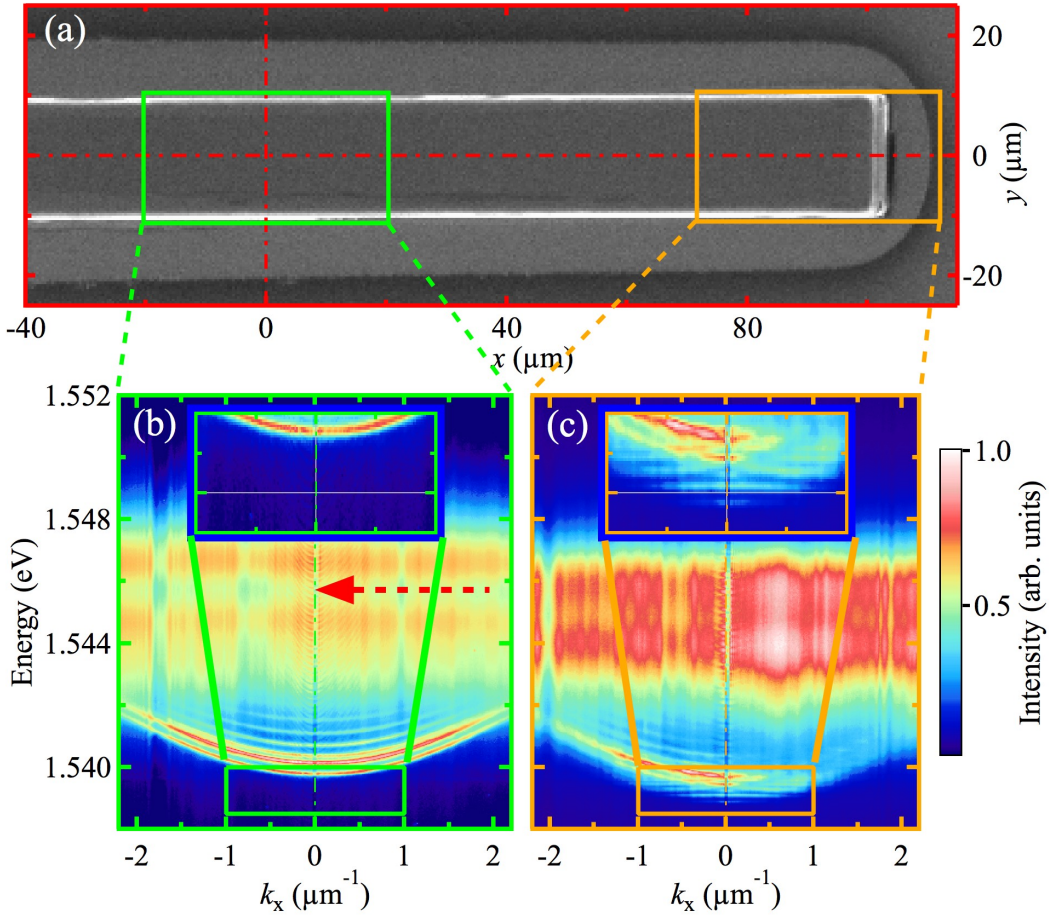 (a)
20
0
-20
y (μm)
-40
0
40
80
x (μm)
1.552
1.548
1.544
1.540
Energy (eV)
(b)
(c)
1.0
0.5
Intensity (arb. units)
-2
-1
0
1
2
-2
-1
0
1
2
kx (μm⁻¹)
kx (μm⁻¹)